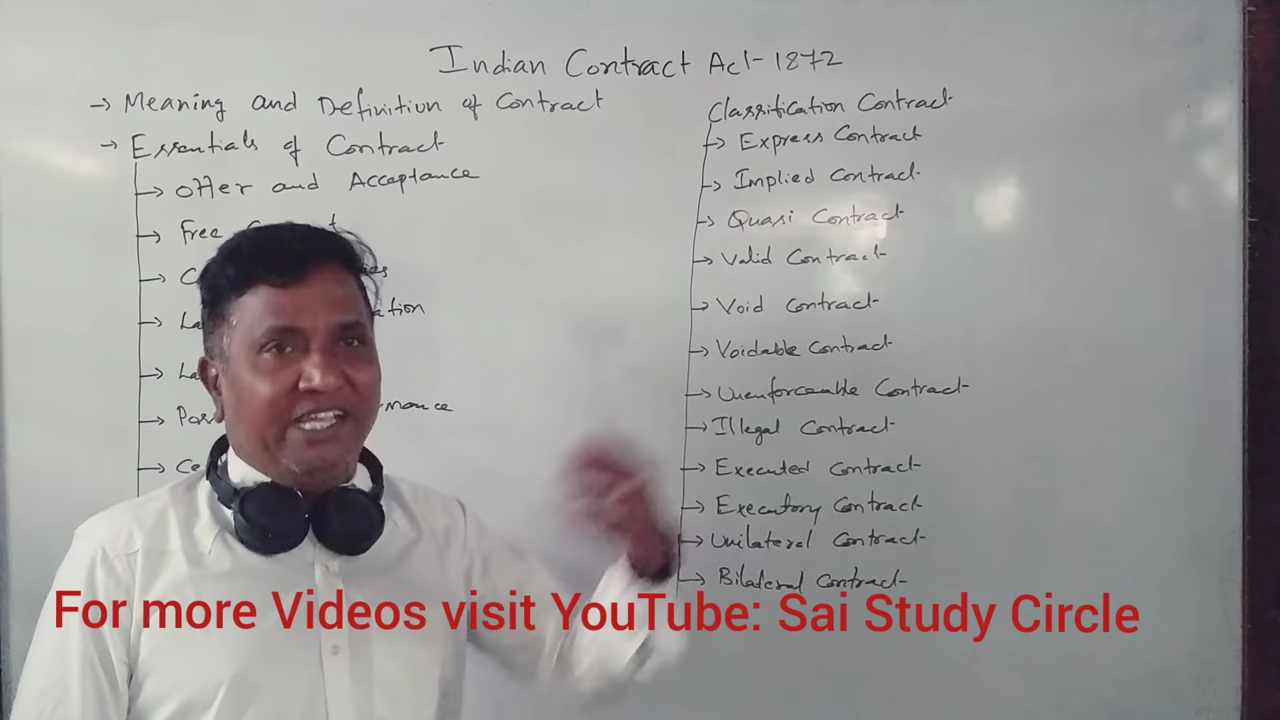 Indian Contract Act-1872
→ Meaning and Definition of Contract
→ Essentials of Contract
→ Offer and Acceptance
→ Free
→
→
→
→
→
Classification Contract
→ Express Contract
→ Implied Contract
→ Quasi Contract
→ Valid Contract
→ Void Contract
→ Voidable Contract
→ Unenforceable Contract
→ Illegal Contract
→ Executed Contract
→ Executory Contract
→ Unilateral Contract
→ Bilateral Contract
For more Videos visit YouTube: Sai Study Circle